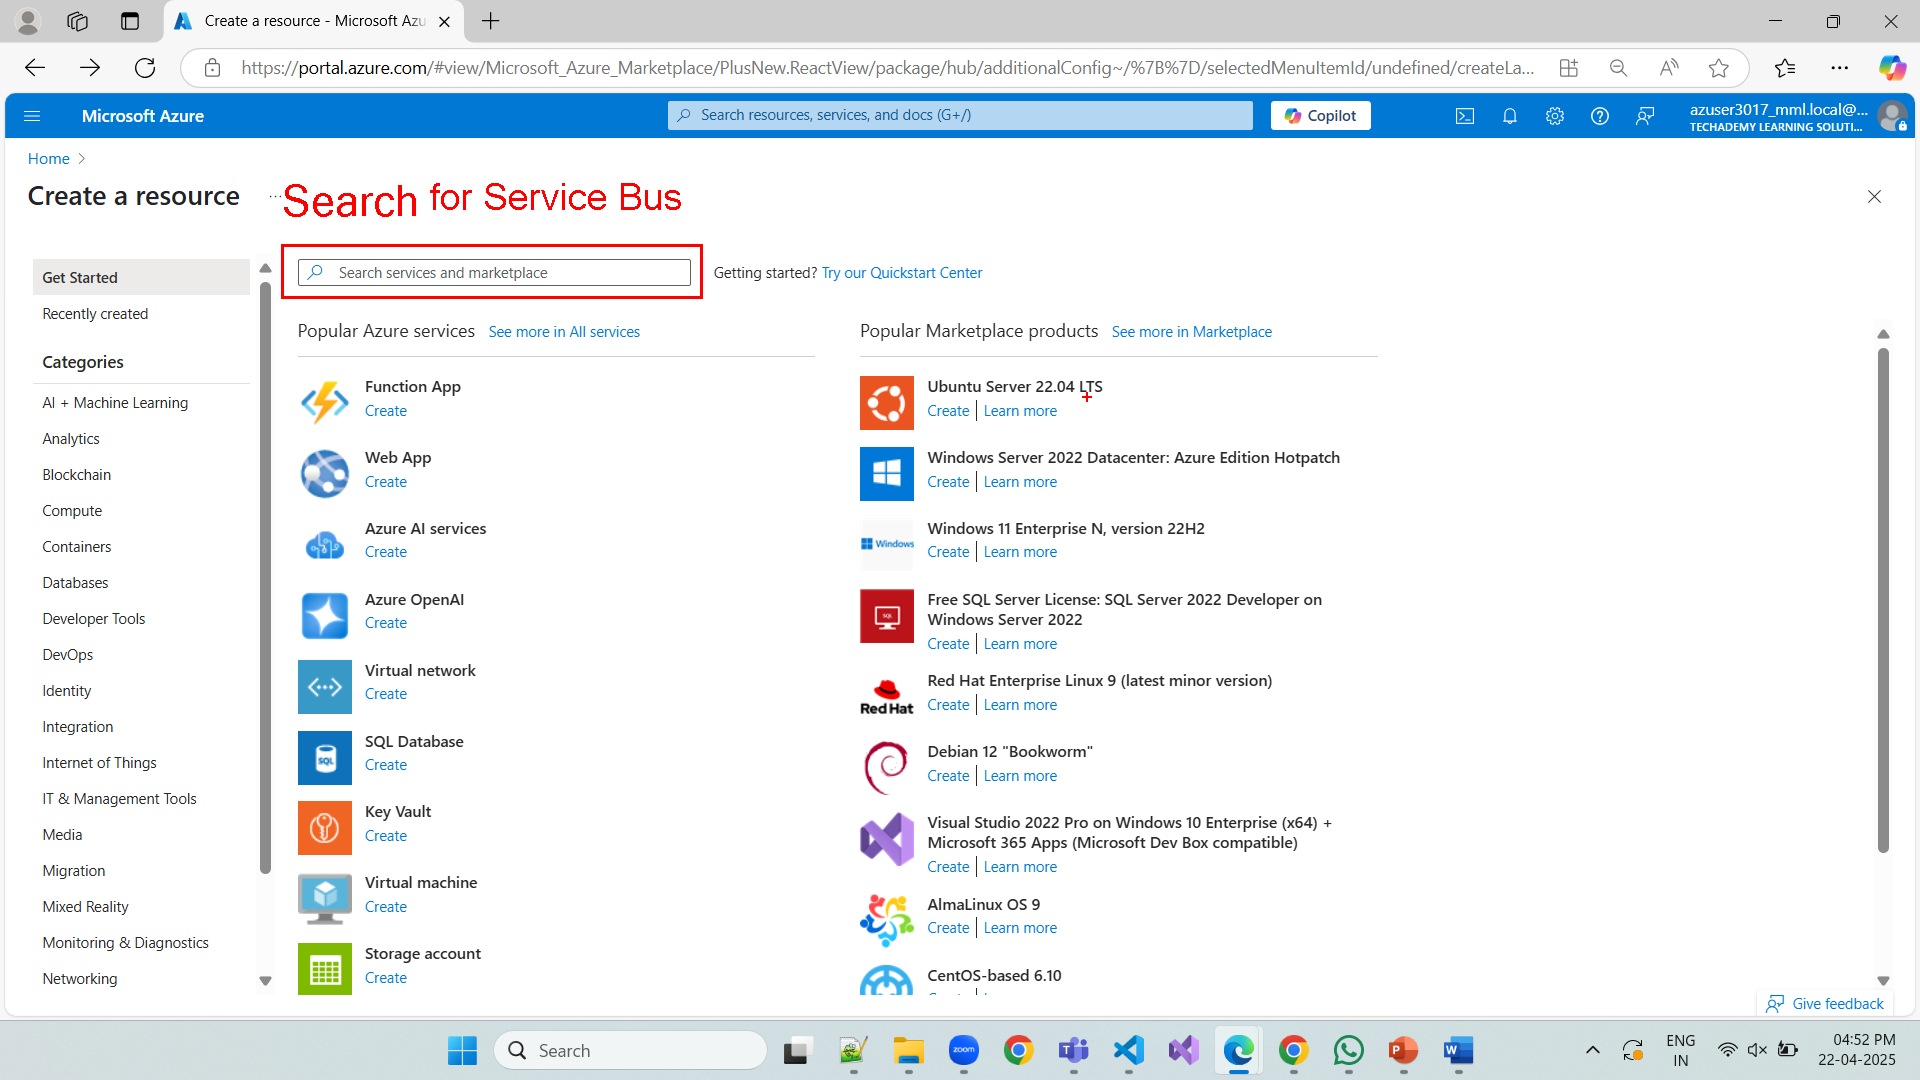 Create a resource - Microsoft Azu
https://portal.azure.com/#view/Microsoft_Azure_Marketplace/PlusNew.ReactView/package/hub/additionalConfig~/%7B%7D/selectedMenuItemId/undefined/createLa...
Microsoft Azure
Search resources, services, and docs (G+/)
Copilot
azuser3017_mml.local@...
TECHADEMY LEARNING SOLUTI...
Home
Create a resource
...
Search for Service Bus
Search services and marketplace
Getting started? Try our Quickstart Center
Get Started
Recently created
Categories
AI + Machine Learning
Analytics
Blockchain
Compute
Containers
Databases
Developer Tools
DevOps
Identity
Integration
Internet of Things
IT & Management Tools
Media
Migration
Mixed Reality
Monitoring & Diagnostics
Networking
Popular Azure services See more in All services
Function App
Create
Web App
Create
Azure AI services
Create
Azure OpenAI
Create
Virtual network
Create
SQL
SQL Database
Create
Key Vault
Create
Virtual machine
Create
Storage account
Create
Popular Marketplace products See more in Marketplace
Ubuntu Server 22.04 LTS
Create | Learn more
Windows Server 2022 Datacenter: Azure Edition Hotpatch
Create | Learn more
Windows
Windows 11 Enterprise N, version 22H2
Create | Learn more
SQL
Free SQL Server License: SQL Server 2022 Developer on
Windows Server 2022
Create | Learn more
Red Hat
Red Hat Enterprise Linux 9 (latest minor version)
Create | Learn more
Debian 12 "Bookworm"
Create | Learn more
Visual Studio 2022 Pro on Windows 10 Enterprise (x64) +
Microsoft 365 Apps (Microsoft Dev Box compatible)
Create | Learn more
AlmaLinux OS 9
Create | Learn more
CentOS-based 6.10
Give feedback
Search
zoom
ENG
IN
04:52 PM
22-04-2025